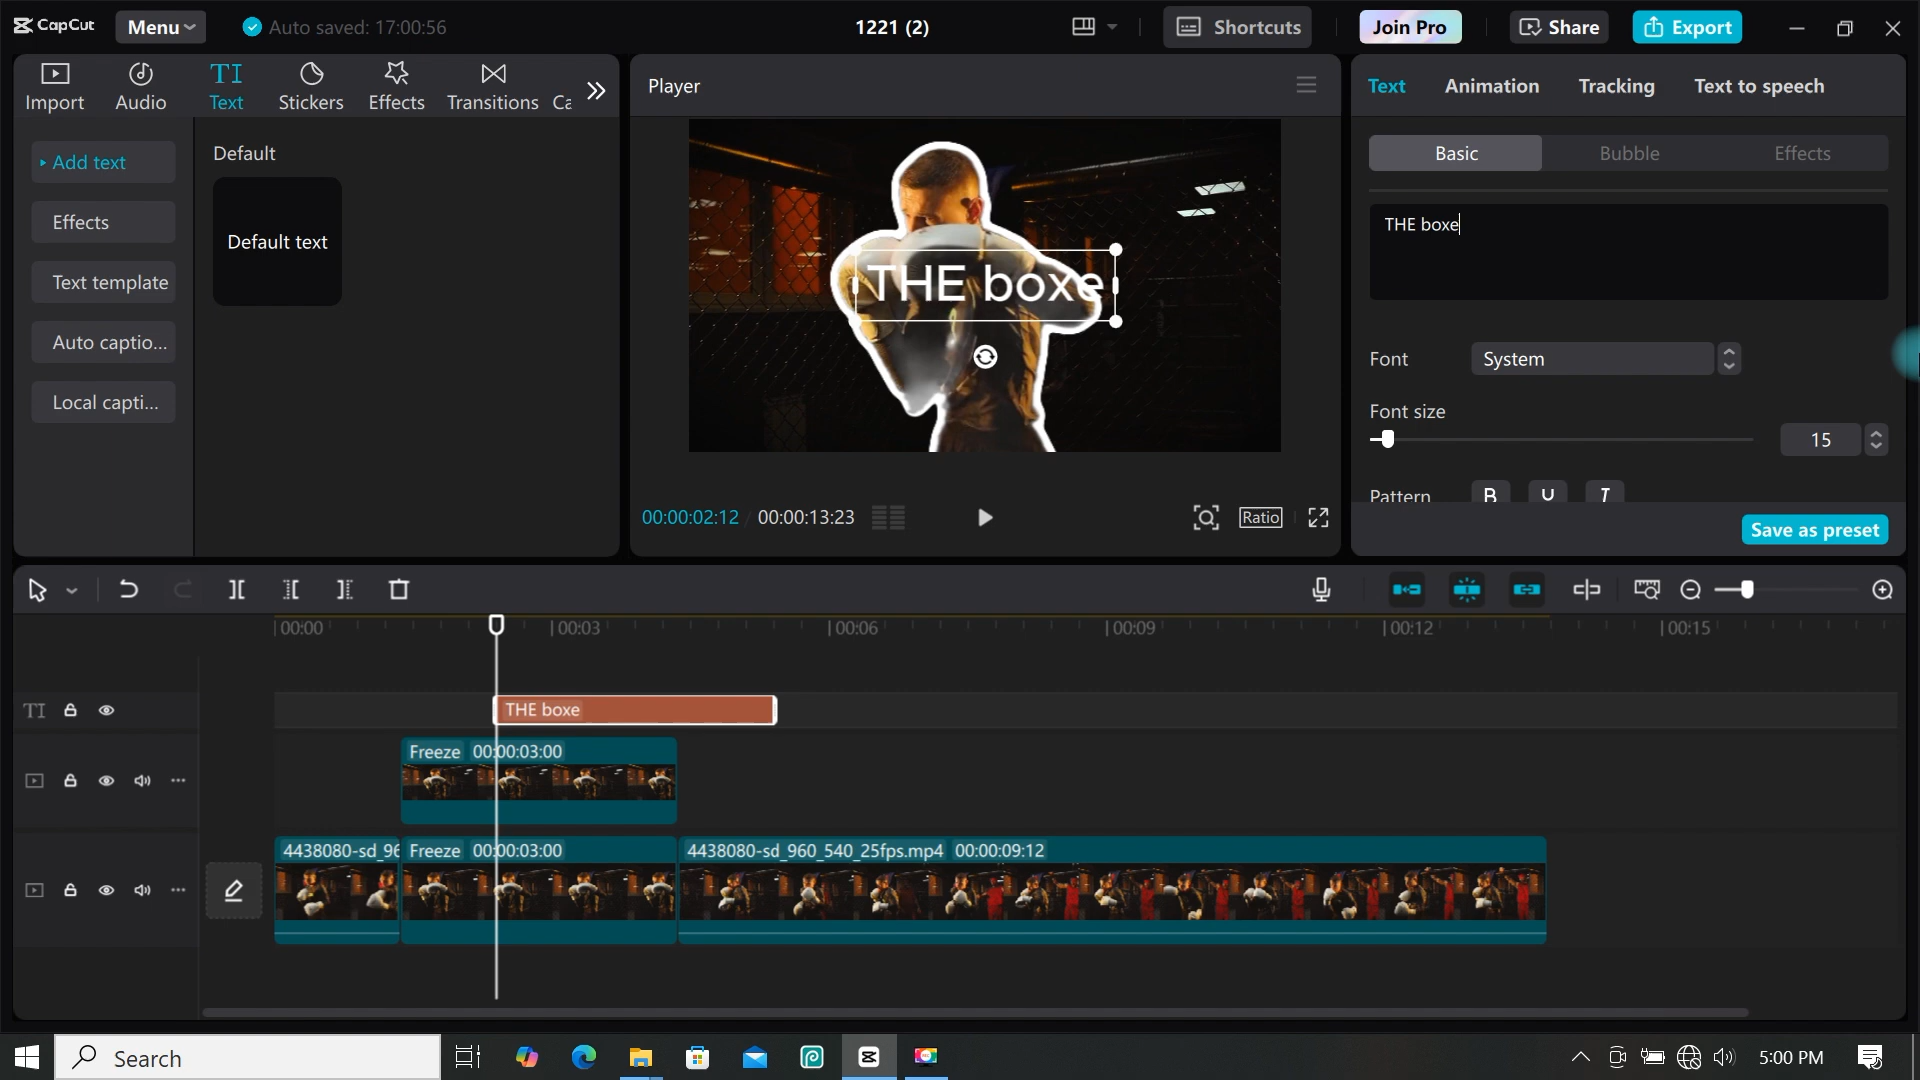 CapCut
Menu
Auto saved: 17:00:56
1221 (2)
Shortcuts
Join Pro
Share
Export
Import
Audio
TI
Text
Stickers
Effects
Transitions
Ca
Player
Text
Animation
Tracking
Text to speech
Add text
Effects
Text template
Auto captio...
Local capti...
Default
Default text
THE boxe
00:00:02:12
00:00:13:23
Ratio
Basic
Bubble
Effects
THE boxe
Font
System
Font size
15
Pattern
B
U
I
Save as preset
00:00
00:03
00:06
00:09
00:12
00:15
TI
THE boxe
Freeze 00:00:03:00
4438080-sd_96
Freeze 00:00:03:00
4438080-sd_960_540_25fps.mp4 00:00:09:12
Search
5:00 PM